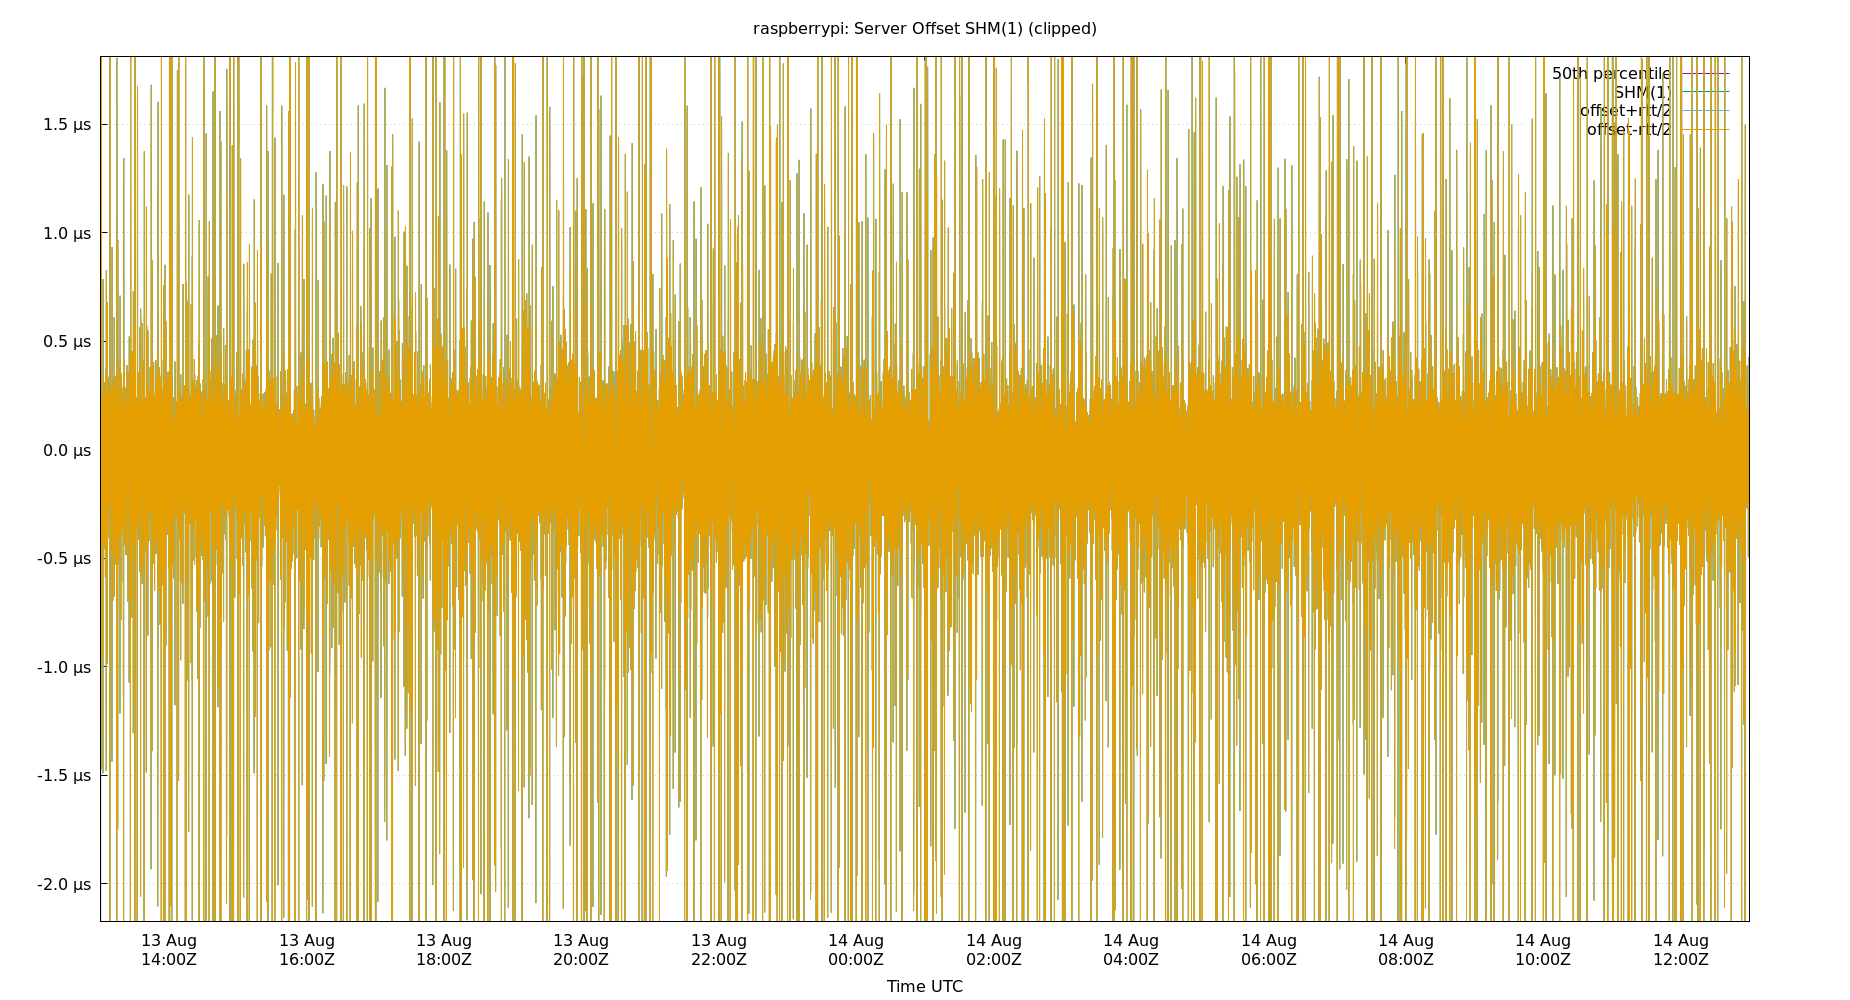 raspberrypi: Server Offset SHM(1) (clipped)
50th percentile
SHM(1)
offset+rtt/2
offset-rtt/2
1.5 µs
1.0 µs
0.5 µs
0.0 µs
-0.5 µs
-1.0 µs
-1.5 µs
-2.0 µs
13 Aug 13 Aug 13 Aug 13 Aug 13 Aug 14 Aug 14 Aug 14 Aug 14 Aug 14 Aug 14 Aug 14 Aug
14:00Z 16:00Z 18:00Z 20:00Z 22:00Z 00:00Z 02:00Z 04:00Z 06:00Z 08:00Z 10:00Z 12:00Z
Time UTC